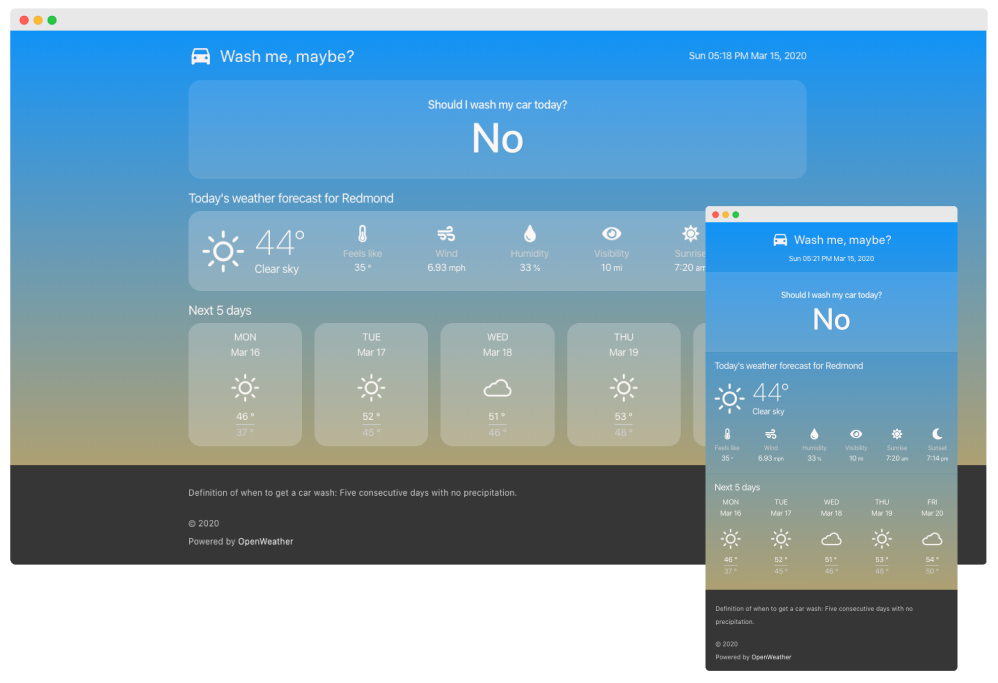 Wash me, maybe?
Sun 05:18 PM Mar 15, 2020
Should I wash my car today?
No
Today's weather forecast for Redmond
44°
Clear sky
Feels like Wind Humidity Visibility Sunrise
35 ° 6.93 mph 33 % 10 mi 7:20 am
Next 5 days
MON TUE WED THU
Mar 16 Mar 17 Mar 18 Mar 19
46 ° 52 ° 51 ° 53 °
37 ° 45 ° 46 ° 48 °
Definition of when to get a car wash: Five consecutive days with no precipitation.
© 2020
Powered by OpenWeather
Wash me, maybe?
Sun 05:21 PM Mar 15, 2020
Should I wash my car today?
No
Today's weather forecast for Redmond
44°
Clear sky
Feels like Wind Humidity Visibility Sunrise Sunset
35 ° 6.93 mph 33 % 10 mi 7:20 am 7:14 pm
Next 5 days
MON TUE WED THU FRI
Mar 16 Mar 17 Mar 18 Mar 19 Mar 20
46 ° 52 ° 51 ° 53 ° 54 °
37 ° 45 ° 46 ° 48 ° 50 °
Definition of when to get a car wash: Five consecutive days with no
precipitation.
© 2020
Powered by OpenWeather